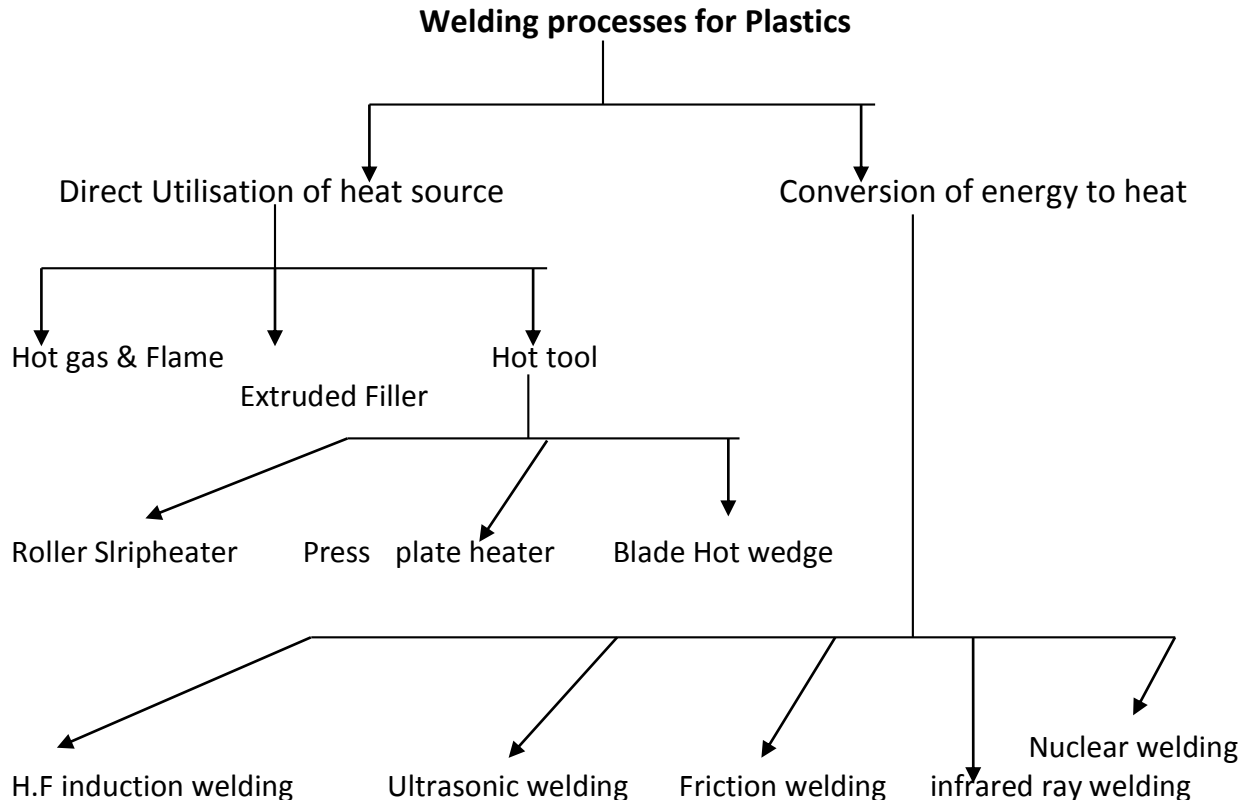 Welding processes for Plastics
Direct Utilisation of heat source
Conversion of energy to heat
Hot gas & Flame
Hot tool
Extruded Filler
Roller Slripheater
Press plate heater
Blade Hot wedge
Nuclear welding
H.F induction welding
Ultrasonic welding
Friction welding
infrared ray welding